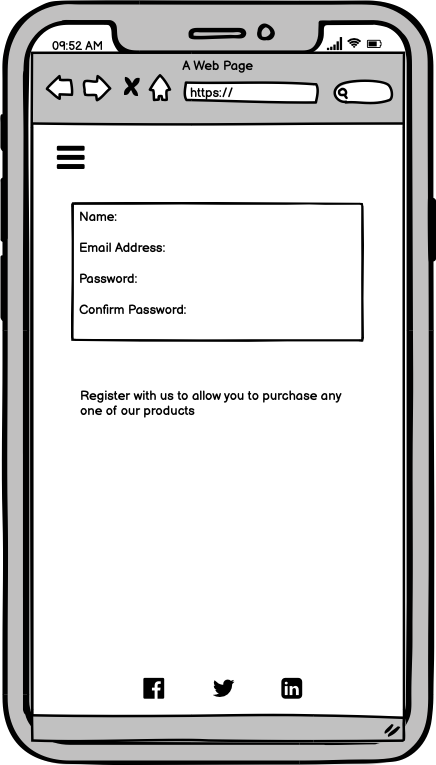 09:52 AM
A Web Page
https://
Name:
Email Address:
Password:
Confirm Password:
Register with us to allow you to purchase any
one of our products